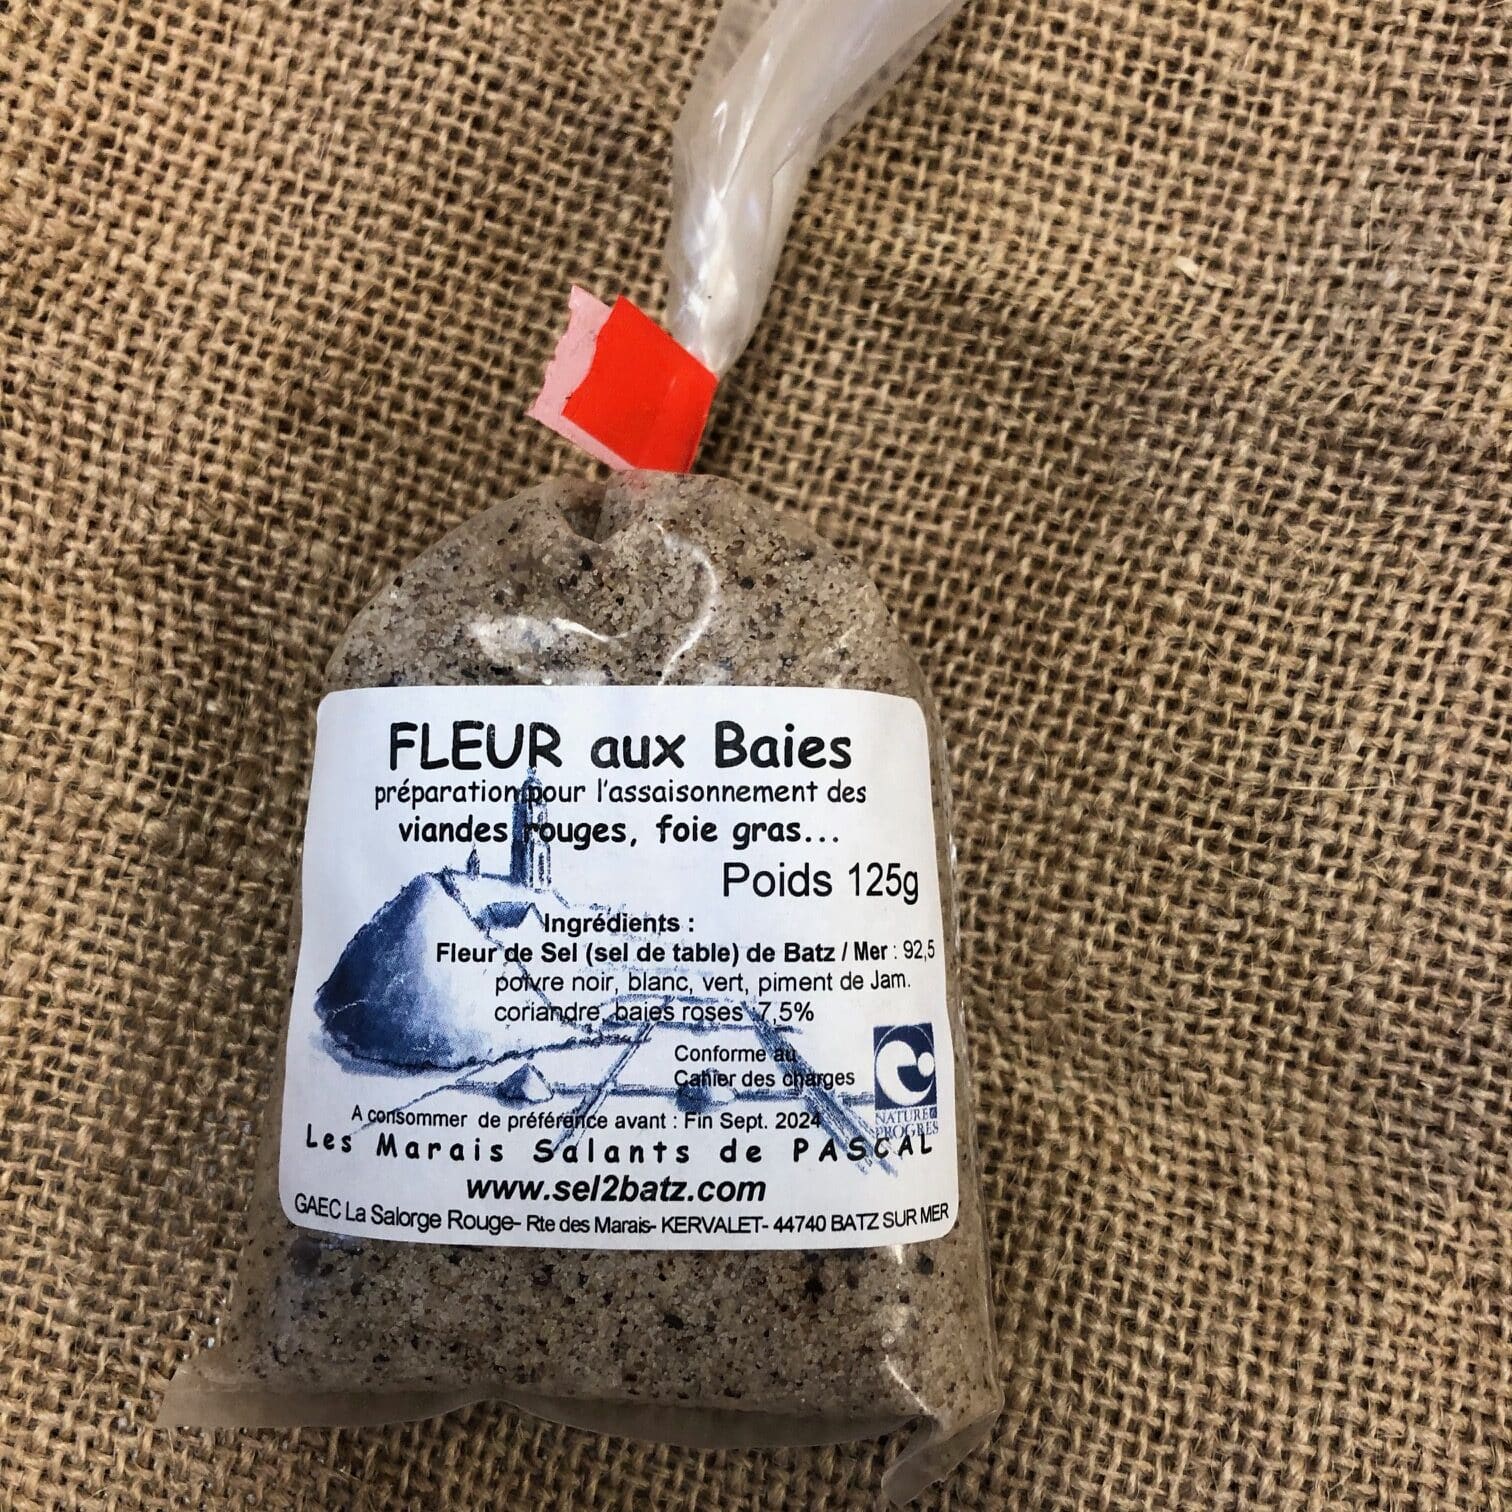 FLEUR aux Baies
préparation pour l'assaisonnement des
viandes rouges, foie gras...
Poids 125g
Ingrédients :
Fleur de Sel (sel de table) de Batz / Mer : 92,5
poivre noir, blanc, vert, piment de Jam.
coriandre, baies roses 7,5%
Conforme au
Cahier des charges
NATURE &
PROGRES
A consommer de préférence avant : Fin Sept. 2024
Les Marais Salants de PASCAL
www.sel2batz.com
GAEC La Salorge Rouge- Rte des Marais- KERVALET- 44740 BATZ SUR MER